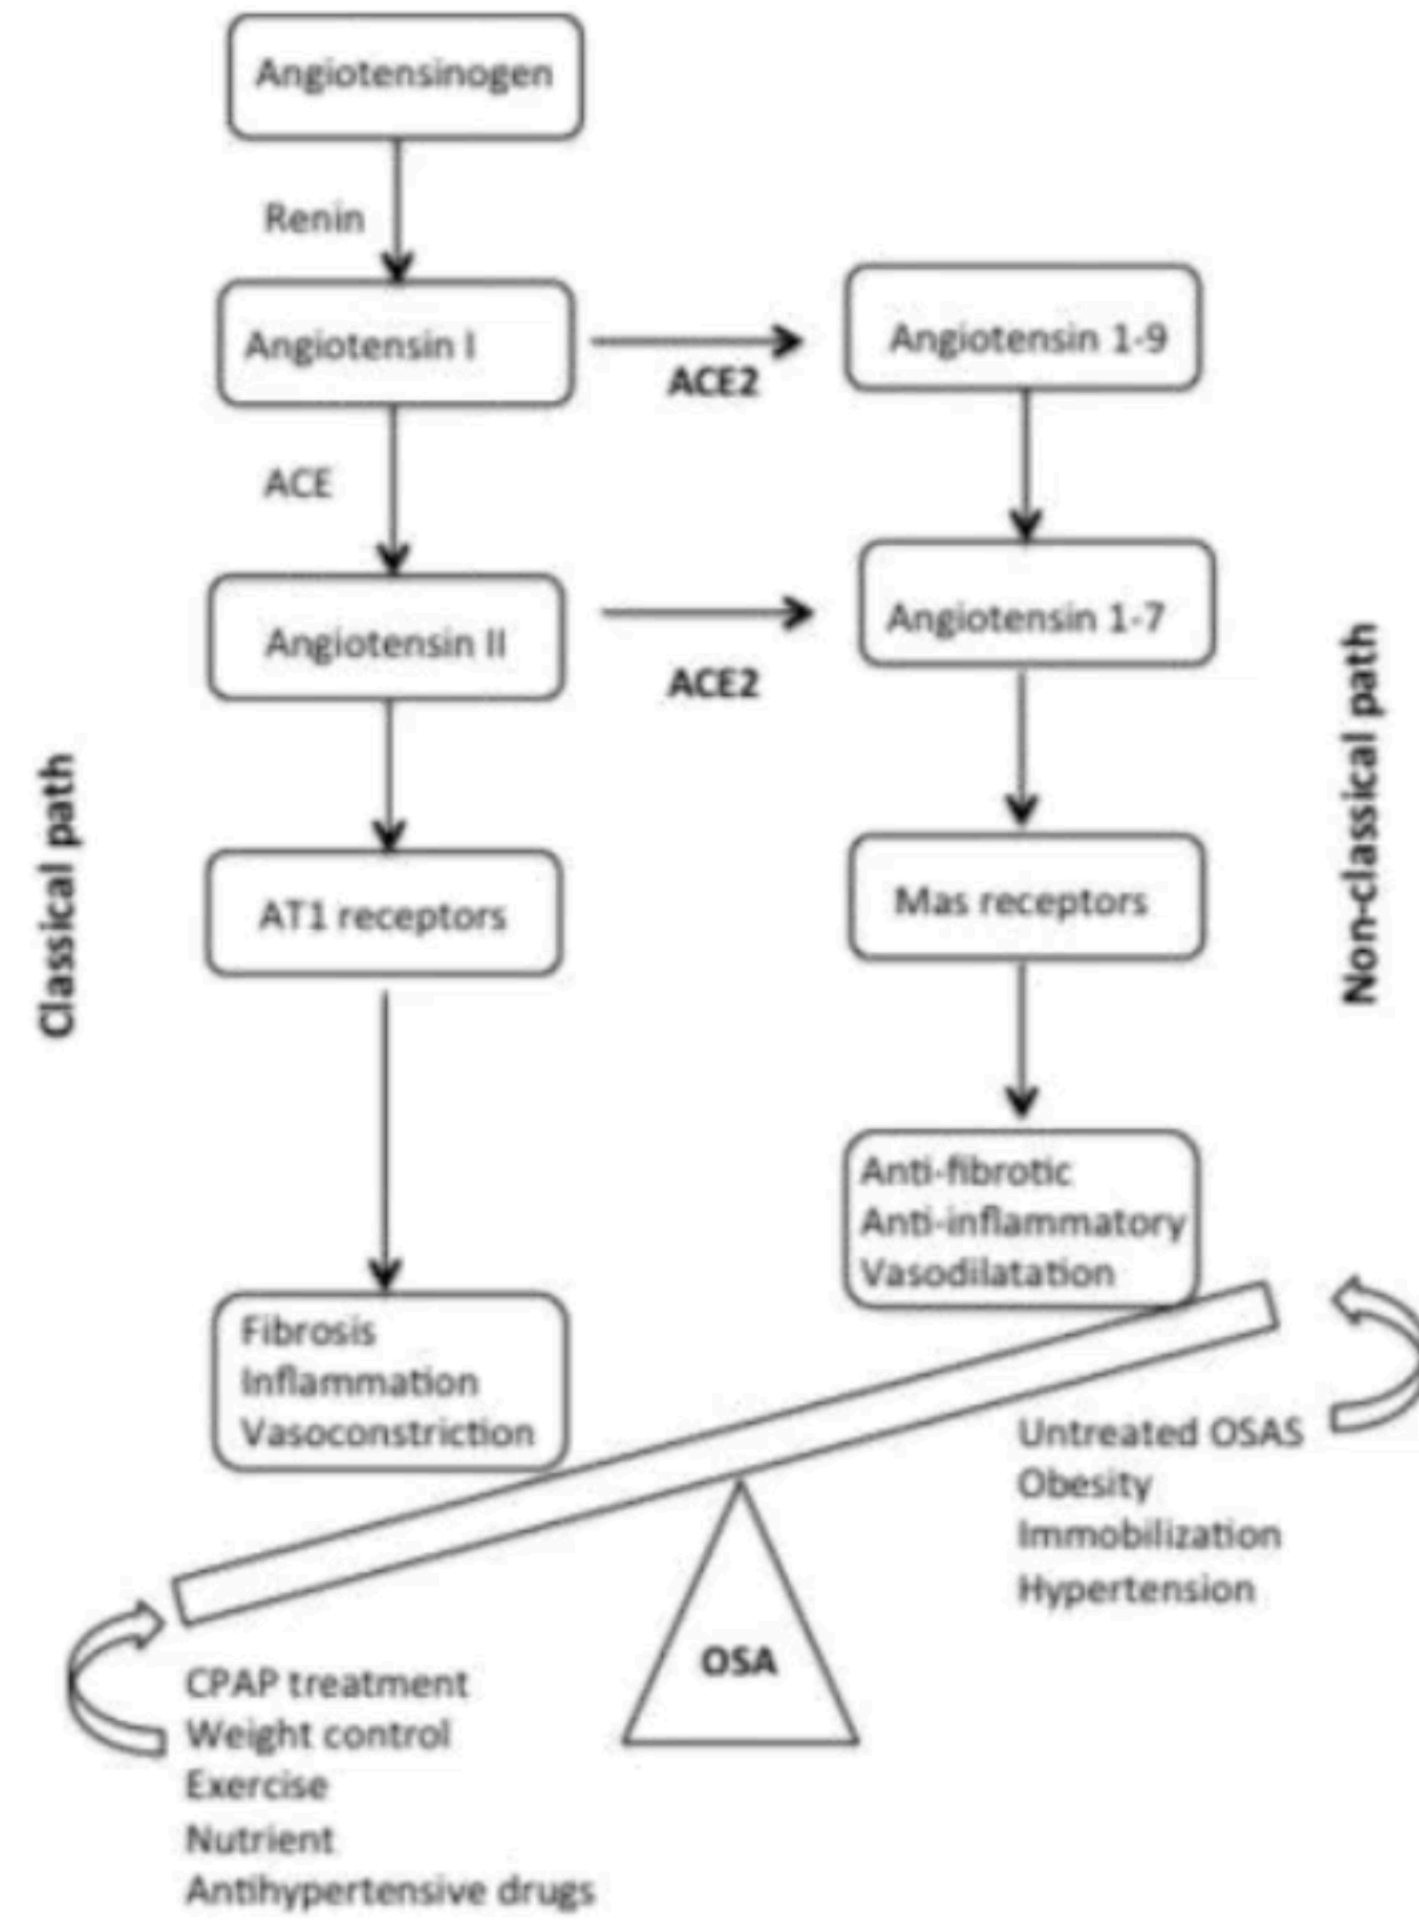 Angiotensinogen
Renin
Angiotensin I
ACE2
Angiotensin 1-9
ACE
Angiotensin II
ACE2
Angiotensin 1-7
Classical path
Non-classical path
AT1 receptors
Mas receptors
Anti-fibrotic
Anti-inflammatory
Vasodilatation
Fibrosis
Inflammation
Vasoconstriction
Untreated OSAS
Obesity
Immobilization
Hypertension
OSA
CPAP treatment
Weight control
Exercise
Nutrient
Antihypertensive drugs